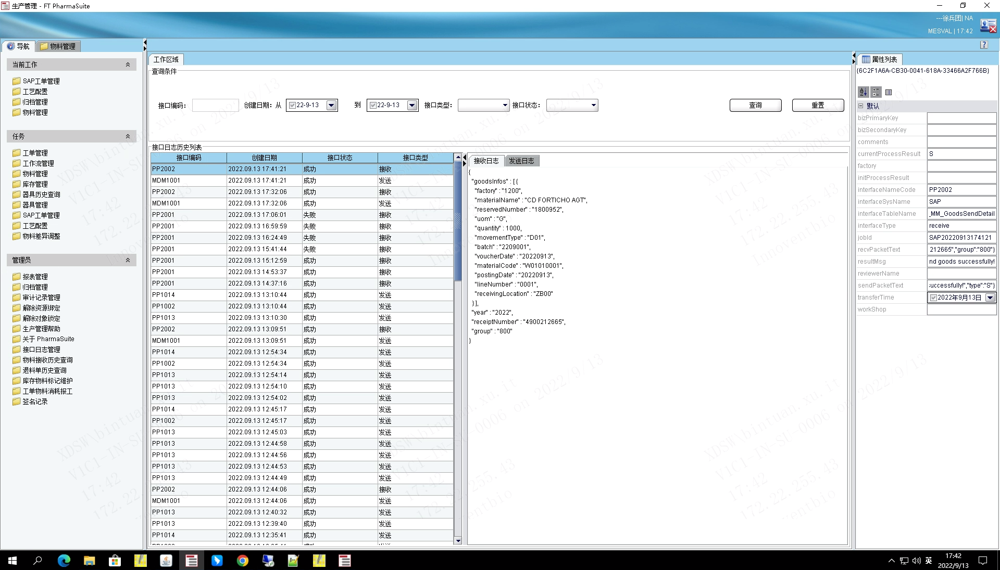 生产管理 - FT PharmaSuite
---徐兵团| NA
MESVAL | 17:42
导航
物料管理
当前工作
SAP工单管理
工艺配置
归档管理
物料管理
任务
工单管理
工作流管理
物料管理
库存管理
器具历史查询
器具管理
SAP工单管理
工艺配置
物料差异调整
管理员
报表管理
归档管理
审计记录管理
解除资源绑定
解除对象锁定
生产管理帮助
关于 PharmaSuite
接口日志管理
物料接收历史查询
退料单历史查询
库存物料标记维护
工单物料消耗报工
签名记录
工作区域
查询条件
接口编码:
创建日期: 从 22-9-13 到 22-9-13 接口类型: 接口状态: 查询 重置
接口日志历史列表
接口编码 创建日期 接口状态 接口类型
PP2002 2022.09.13 17:41:21 成功 接收
MDM1001 2022.09.13 17:41:21 成功 发送
PP2002 2022.09.13 17:32:06 成功 接收
MDM1001 2022.09.13 17:32:06 成功 发送
PP2001 2022.09.13 17:06:01 失败 接收
PP2001 2022.09.13 16:59:59 失败 接收
PP2001 2022.09.13 16:24:49 失败 接收
PP2001 2022.09.13 15:41:44 失败 接收
PP2001 2022.09.13 15:12:59 成功 接收
PP2001 2022.09.13 14:53:37 成功 接收
PP2001 2022.09.13 14:37:16 成功 接收
PP1014 2022.09.13 13:10:44 成功 发送
PP1002 2022.09.13 13:10:44 成功 发送
PP1013 2022.09.13 13:10:30 成功 发送
PP2002 2022.09.13 13:09:51 成功 接收
MDM1001 2022.09.13 13:09:51 成功 发送
PP1014 2022.09.13 12:54:34 成功 发送
PP1002 2022.09.13 12:54:34 成功 发送
PP1013 2022.09.13 12:54:14 成功 发送
PP1013 2022.09.13 12:54:10 成功 发送
PP1013 2022.09.13 12:54:02 成功 发送
PP1014 2022.09.13 12:45:17 成功 发送
PP1002 2022.09.13 12:45:17 成功 发送
PP1013 2022.09.13 12:45:03 成功 发送
PP1013 2022.09.13 12:44:58 成功 发送
PP1013 2022.09.13 12:44:56 成功 发送
PP1013 2022.09.13 12:44:53 成功 发送
PP1013 2022.09.13 12:44:49 成功 发送
PP2002 2022.09.13 12:44:06 成功 接收
MDM1001 2022.09.13 12:44:06 成功 发送
PP1013 2022.09.13 12:40:32 成功 发送
PP1013 2022.09.13 12:39:40 成功 发送
PP1014 2022.09.13 12:35:41 成功 发送
接收日志 发送日志
{
"goodsInfos" : [ {
"factory" : "1200",
"materialName" : "CD FORTICHO AGT",
"reservedNumber" : "1800952",
"uom" : "G",
"quantity" : 1000,
"movementType" : "D01",
"batch" : "2209001",
"voucherDate" : "20220913",
"materialCode" : "W01010001",
"postingDate" : "20220913",
"lineNumber" : "0001",
"receivingLocation" : "ZB00"
} ],
"year" : "2022",
"receiptNumber" : "4900212665",
"group" : "800"
}
属性列表
{6C2F1A6A-CB30-0041-618A-33466A2F766B}
默认
bizPrimaryKey
bizSecondaryKey
comments
currentProcessResult S
factory
initProcessResult
interfaceNameCode PP2002
interfaceSysName SAP
interfaceTableName _MM_GoodsSendDetail
interfaceType receive
jobId SAP20220913174121
recvPacketText 212665","group":"800"}
resultMsg nd goods successfully!
reviewerName
sendPacketText :uccessfully!","type":"S"}
transferTime 2022年9月13日
workShop
XDSW\bintuan.xu.it
V1C1-IN-SU-0006 on 2022/9/13
17:42
172.22.255.43
Innoventbio
英
17:42
2022/9/13